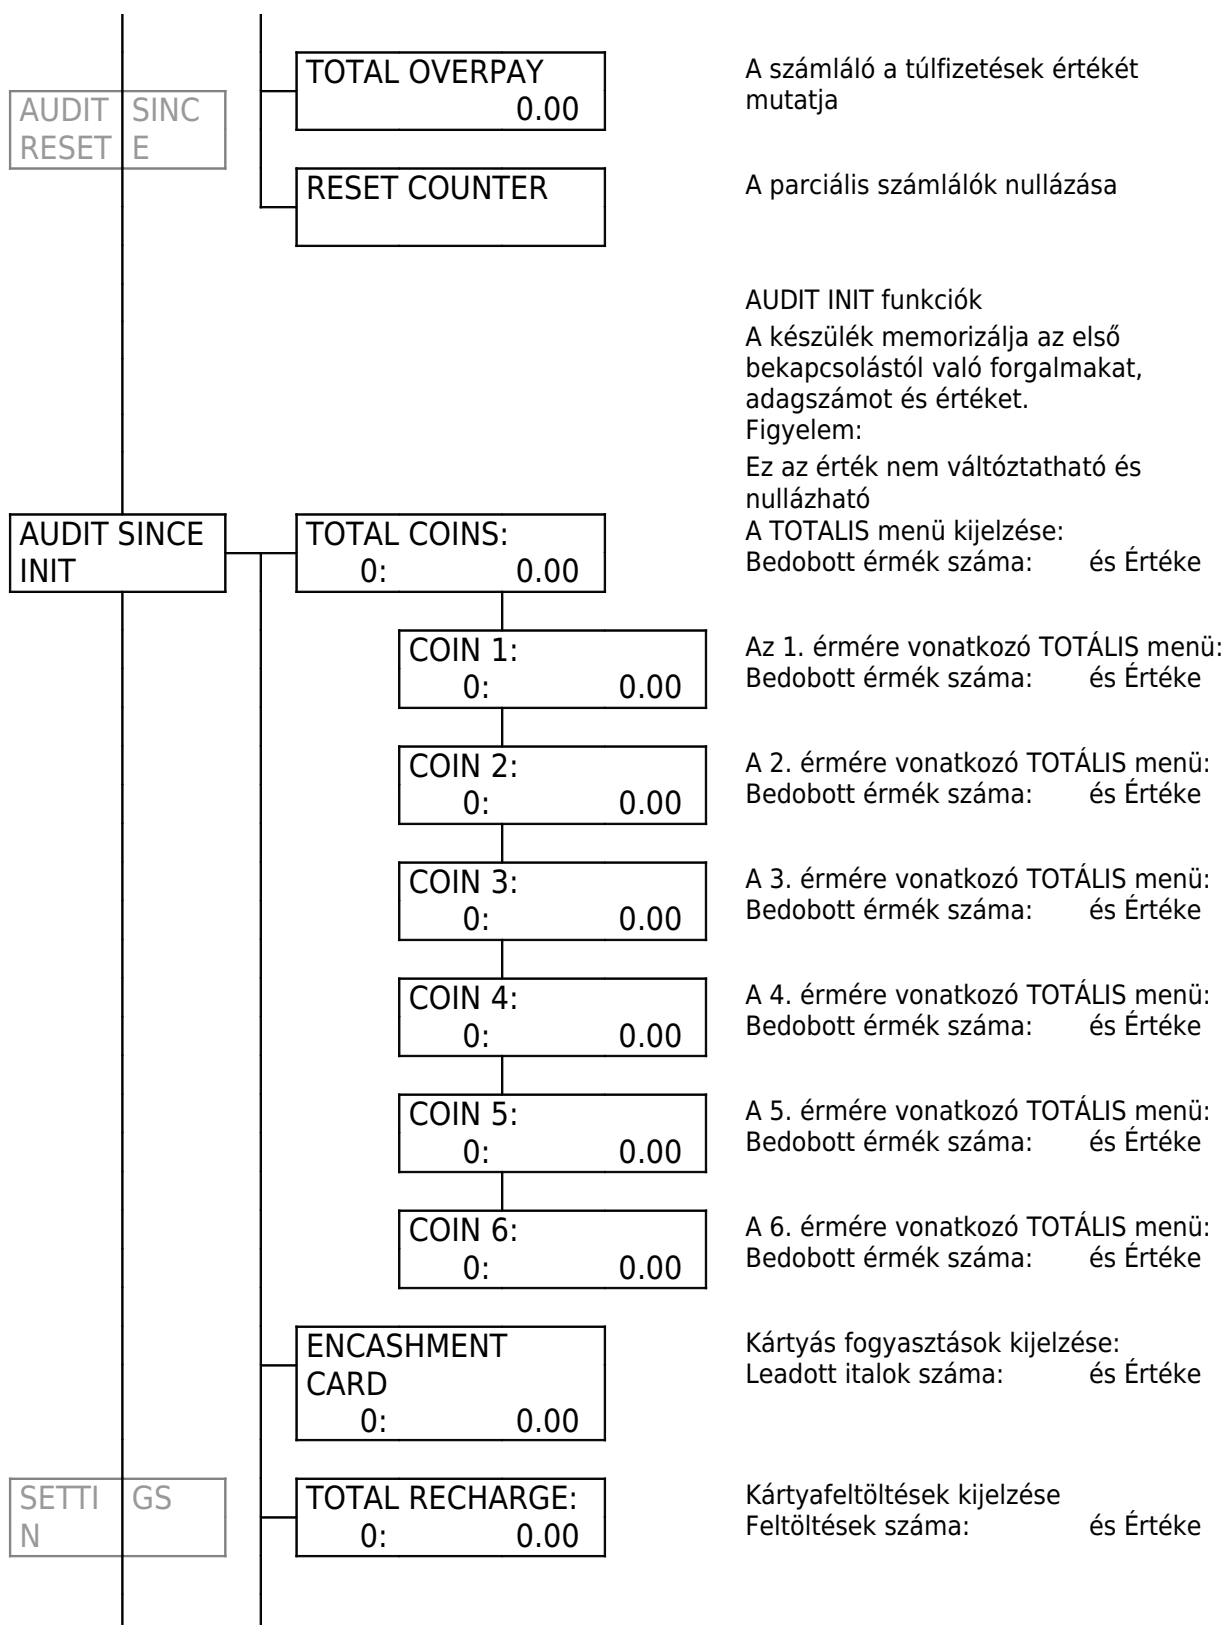 TOTAL OVERPAY
0.00
A számláló a túlfizetések értékét
mutatja
AUDIT SINC
RESET E
RESET COUNTER
A parciális számlálók nullázása
AUDIT INIT funkciók
A készülék memorizálja az első
bekapcsolástól való forgalmakat,
adagszámot és értéket.
Figyelem:
Ez az érték nem váltóztatható és
nullázható
AUDIT SINCE
INIT
TOTAL COINS:
0: 0.00
A TOTALIS menü kijelzése:
Bedobott érmék száma: és Értéke
COIN 1:
0: 0.00
Az 1. érmére vonatkozó TOTÁLIS menü:
Bedobott érmék száma: és Értéke
COIN 2:
0: 0.00
A 2. érmére vonatkozó TOTÁLIS menü:
Bedobott érmék száma: és Értéke
COIN 3:
0: 0.00
A 3. érmére vonatkozó TOTÁLIS menü:
Bedobott érmék száma: és Értéke
COIN 4:
0: 0.00
A 4. érmére vonatkozó TOTÁLIS menü:
Bedobott érmék száma: és Értéke
COIN 5:
0: 0.00
A 5. érmére vonatkozó TOTÁLIS menü:
Bedobott érmék száma: és Értéke
COIN 6:
0: 0.00
A 6. érmére vonatkozó TOTÁLIS menü:
Bedobott érmék száma: és Értéke
ENCASHMENT
CARD
0: 0.00
Kártyás fogyasztások kijelzése:
Leadott italok száma: és Értéke
SETTI GS
N
TOTAL RECHARGE:
0: 0.00
Kártyafeltöltések kijelzése
Feltöltések száma: és Értéke